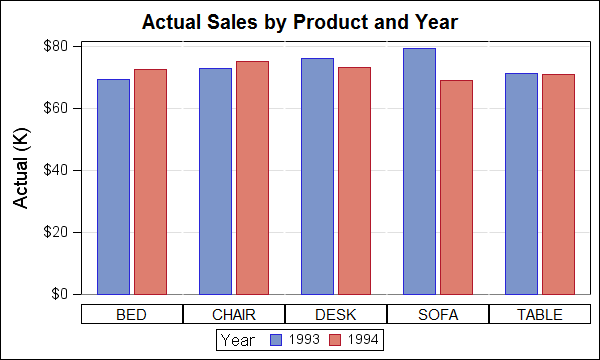 Actual Sales by Product and Year
$80
$60
$40
$20
$0
Actual (K)
BED CHAIR DESK SOFA TABLE
Year 1993 1994